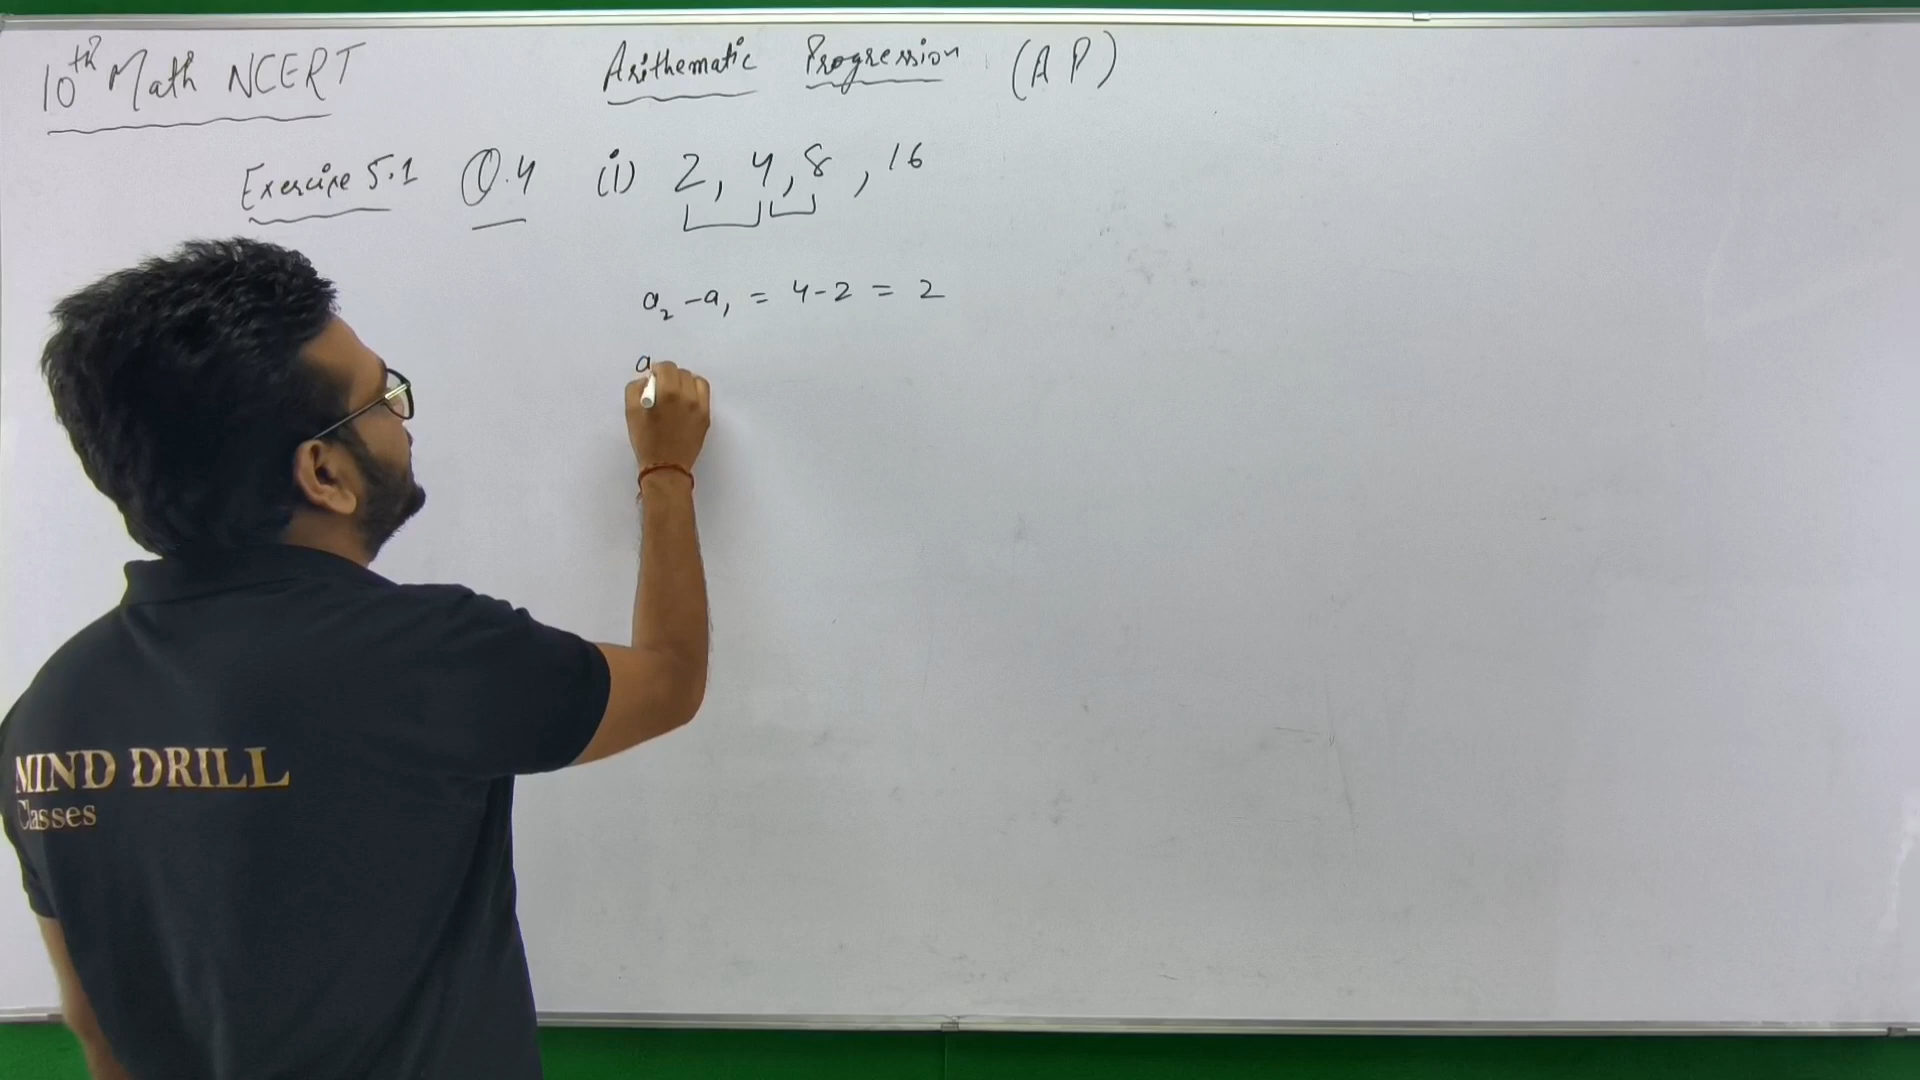 10th Math NCERT
Arithematic Progression (AP)
Exercise 5.1 Q.4 (i) 2, 4, 8, 16
a₂ - a₁ = 4 - 2 = 2
a
MIND DRILL
Classes